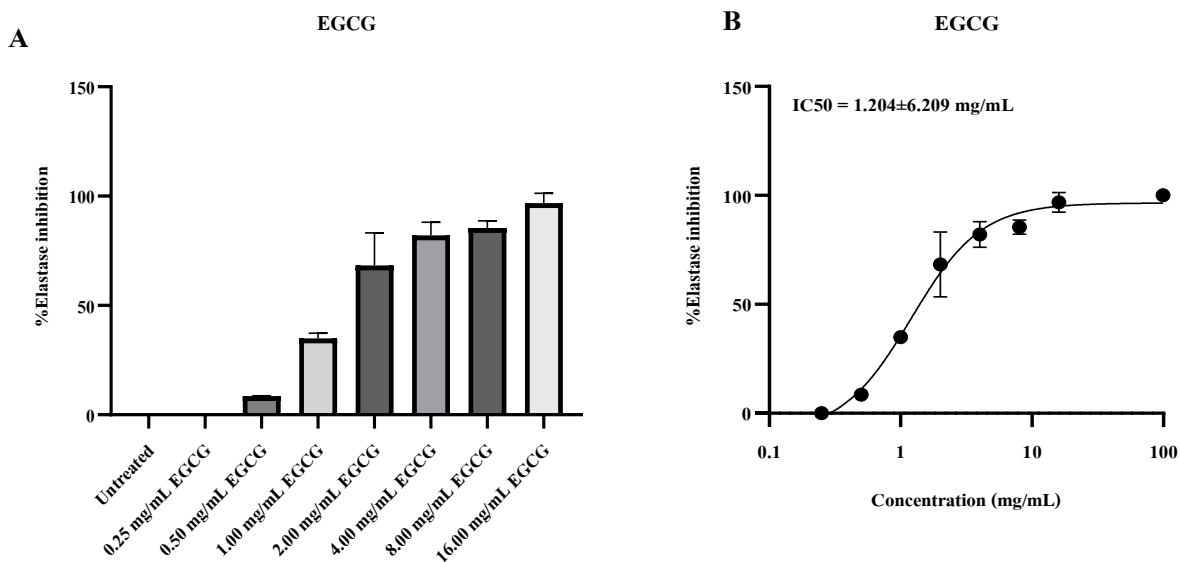 A
EGCG
%Elastase inhibition
150
100
50
0
Untreated
0.25 mg/mL EGCG
0.50 mg/mL EGCG
1.00 mg/mL EGCG
2.00 mg/mL EGCG
4.00 mg/mL EGCG
8.00 mg/mL EGCG
16.00 mg/mL EGCG
B
EGCG
IC50 = 1.204±6.209 mg/mL
%Elastase inhibition
150
100
50
0
0.1
1
10
100
Concentration (mg/mL)